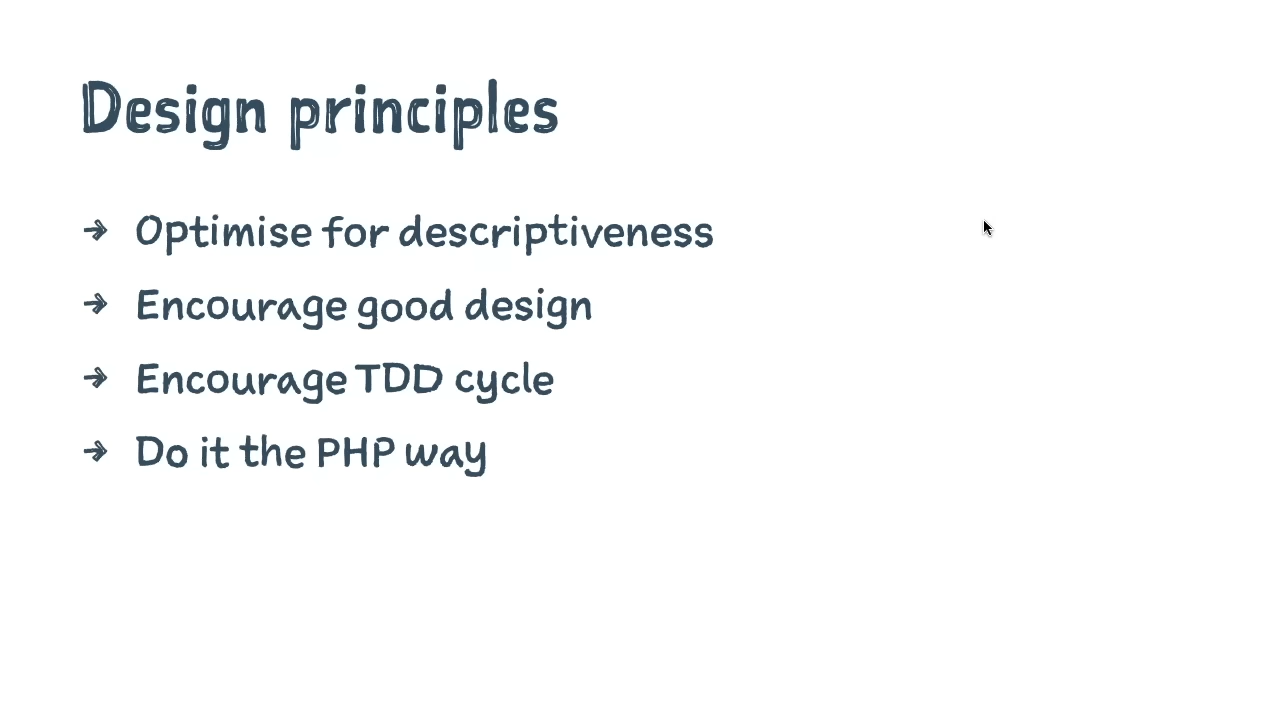 Design principles
→ Optimise for descriptiveness
→ Encourage good design
→ Encourage TDD cycle
→ Do it the PHP way